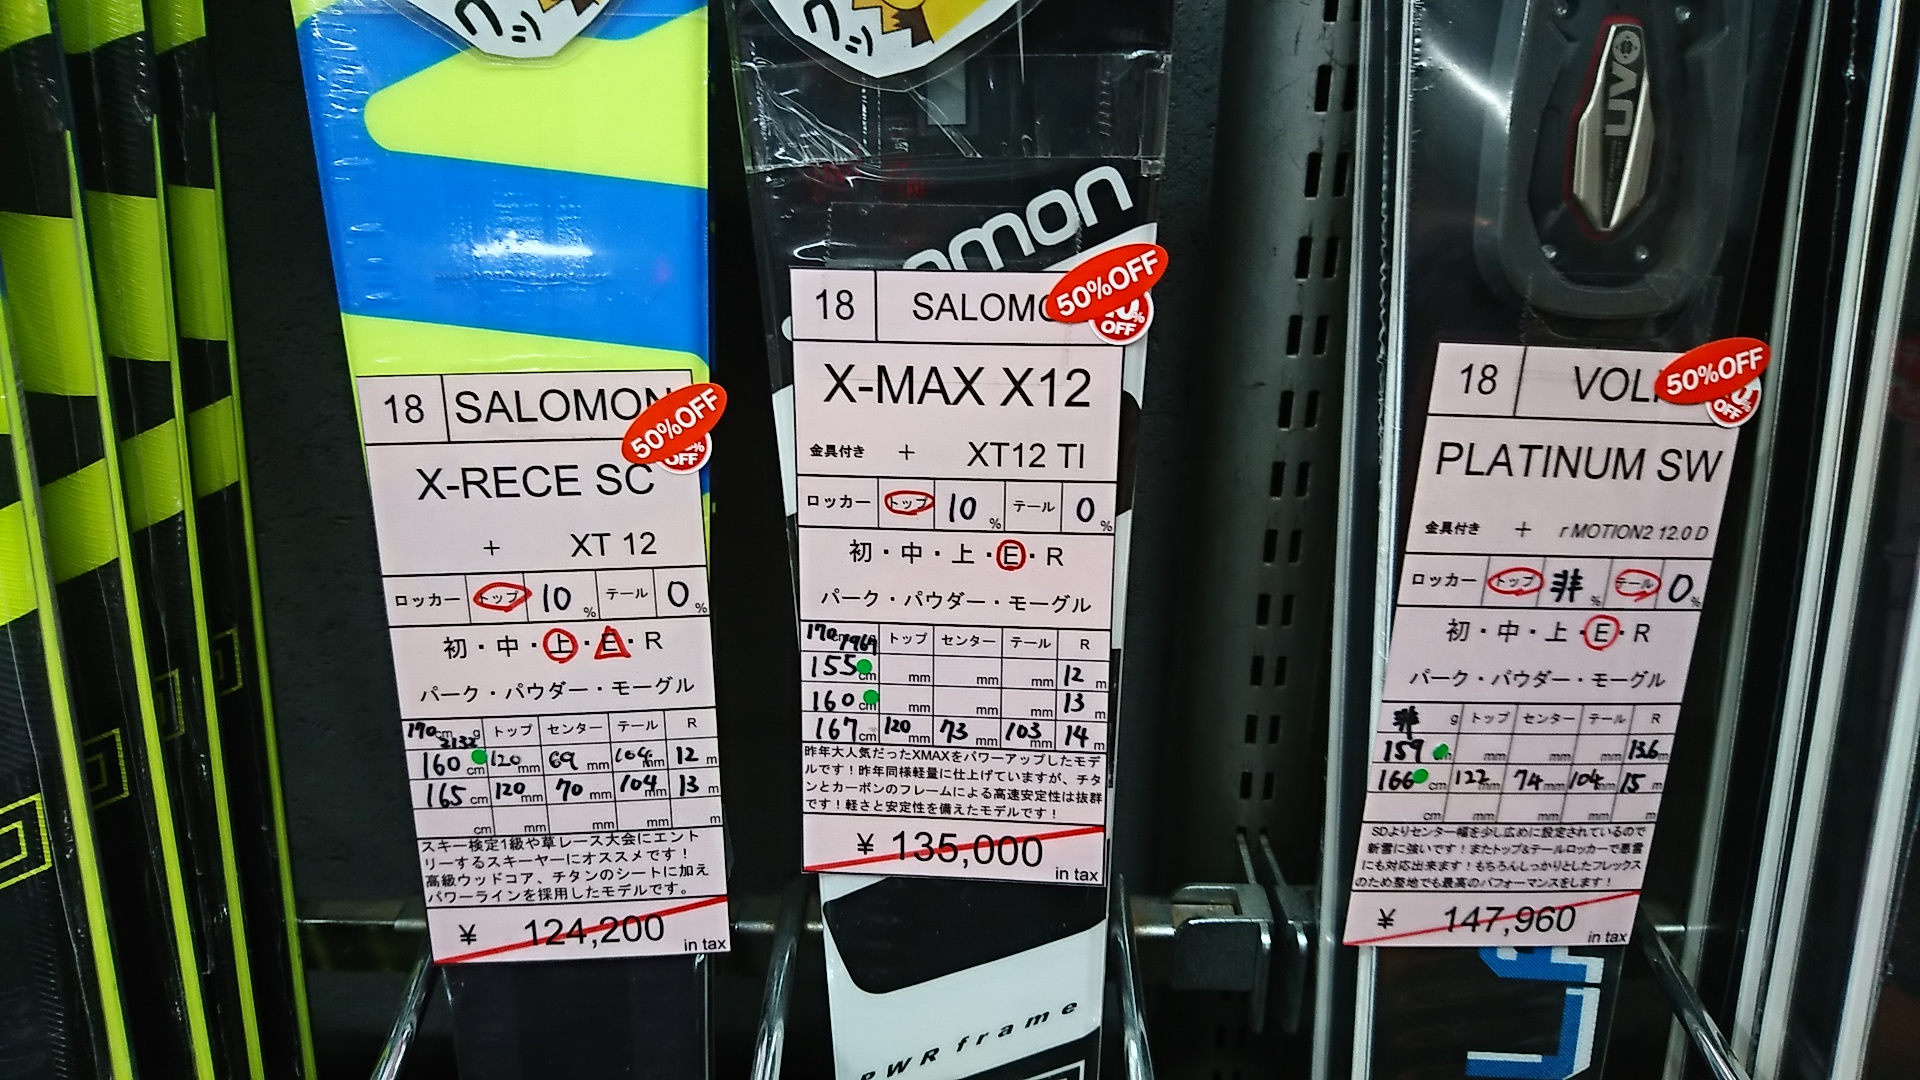 18 SALOMON
50%OFF
OFF
X-RECE SC
+ XT 12
ロッカー トップ 10 % テール 0 %
初・中・上・E・R
パーク・パウダー・モーグル
170cm g トップ センター テール R
2132
160 cm 120 mm 69 mm 104 mm 12 m
165 cm 120 mm 70 mm 104 mm 13 m
cm mm mm mm m
スキー検定1級や草レース大会にエント
リーするスキーヤーにオススメです！
高級ウッドコア、チタンのシートに加え
パワーラインを採用したモデルです。
¥ 124,200 in tax
omon
18 SALOMO
50%OFF
OFF
X-MAX X12
金具付き + XT12 TI
ロッカー トップ 10 % テール 0 %
初・中・上・E・R
パーク・パウダー・モーグル
170cm トップ センター テール R
155 cm mm mm mm 12 m
160 cm mm mm mm 13 m
167 cm 120 mm 73 mm 103 mm 14 m
昨年大人気だったXMAXをパワーアップしたモデ
ルです！昨年同様軽量に仕上げていますが、チタ
ンとカーボンのフレームによる高速安定性は抜群
です！軽さと安定性を備えたモデルです！
¥ 135,000 in tax
PWR frame
UVO
18 VOL
50%OFF
OFF
PLATINUM SW
金具付き + rMOTION2 12.0 D
ロッカー トップ 非 % テール 0 %
初・中・上・E・R
パーク・パウダー・モーグル
非 g トップ センター テール R
159 cm mm mm mm 13.6 m
166 cm 122 mm 74 mm 104 mm 15 m
cm mm mm mm m
SDよりセンター幅を少し広めに設定されているので
新雪に強いです！またトップ&テールロッカーで悪雪
にも対応出来ます！もちろんしっかりとしたフレックス
のため整地でも最高のパフォーマンスをします！
¥ 147,960 in tax